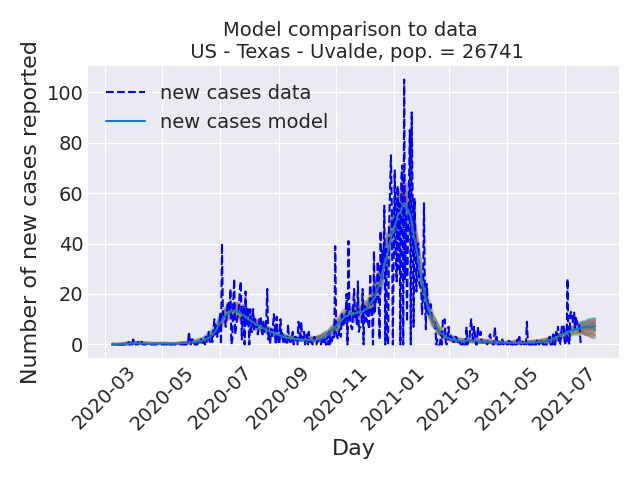 Model comparison to data
US - Texas - Uvalde, pop. = 26741
new cases data
new cases model
Number of new cases reported
100
80
60
40
20
0
2020-03
2020-05
2020-07
2020-09
2020-11
2021-01
2021-03
2021-05
2021-07
Day